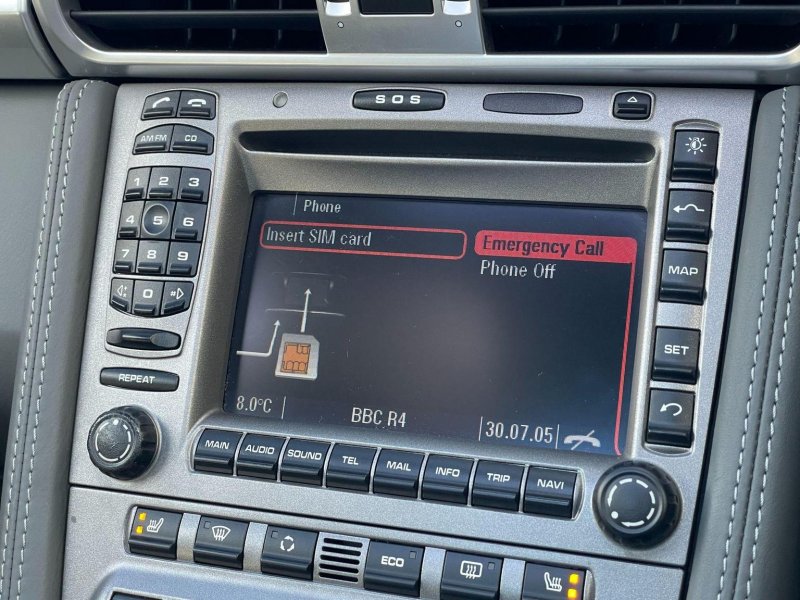 SOS
AM FM CD
1 2 3
4 5 6
7 8 9
0 #
REPEAT
Phone
Insert SIM card
Emergency Call
Phone Off
8.0°C
BBC R4
30.07.05
MAP
SET
MAIN AUDIO SOUND TEL MAIL INFO TRIP NAVI
ECO